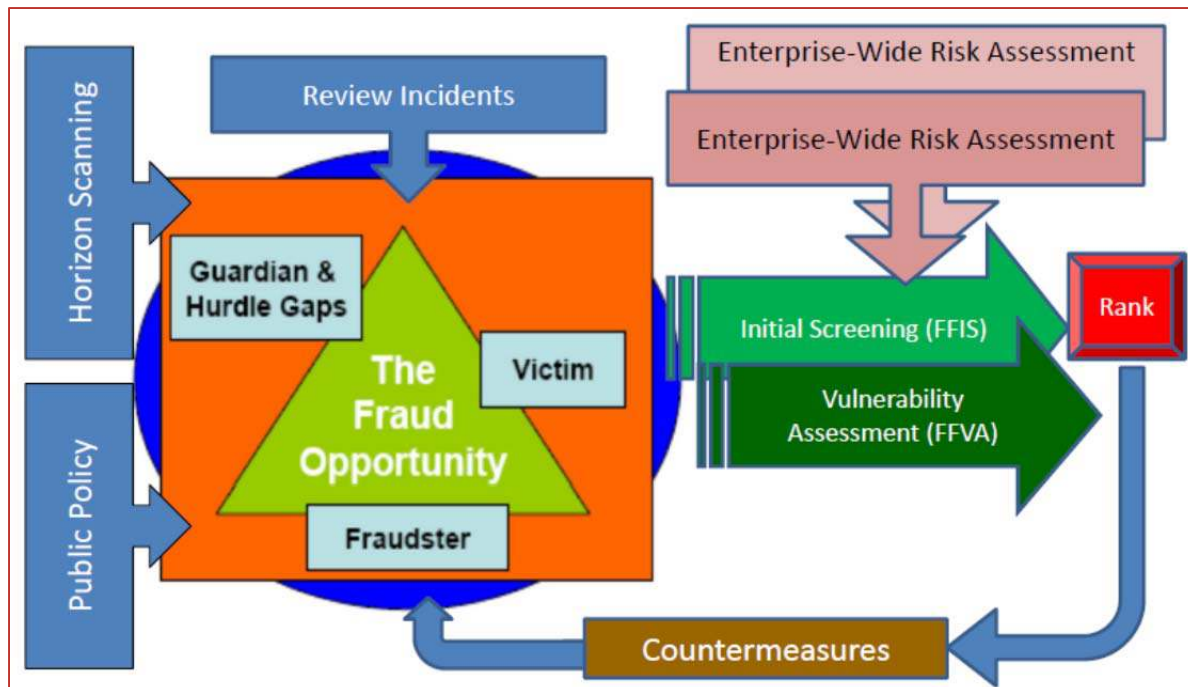 Horizon Scanning
Public Policy
Review Incidents
Enterprise-Wide Risk Assessment
Enterprise-Wide Risk Assessment
Guardian &
Hurdle Gaps
Victim
The
Fraud
Opportunity
Fraudster
Initial Screening (FFIS)
Vulnerability
Assessment (FFVA)
Rank
Countermeasures